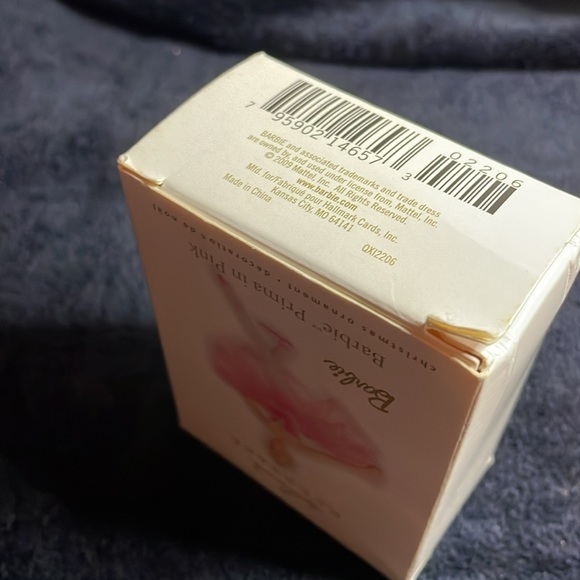 7 95902 14657 3
02206
BARBIE and associated trademarks and trade dress
are owned by, and used under license from, Mattel, Inc.
© 2009 Mattel, Inc. All Rights Reserved.
www.barbie.com
Mfd. for/Fabriqué pour Hallmark Cards, Inc.
Kansas City, MO 64141
Made in China
QXI2206
christmas ornament • decoration de noël
Barbie™ Prima in Pink
Barbie